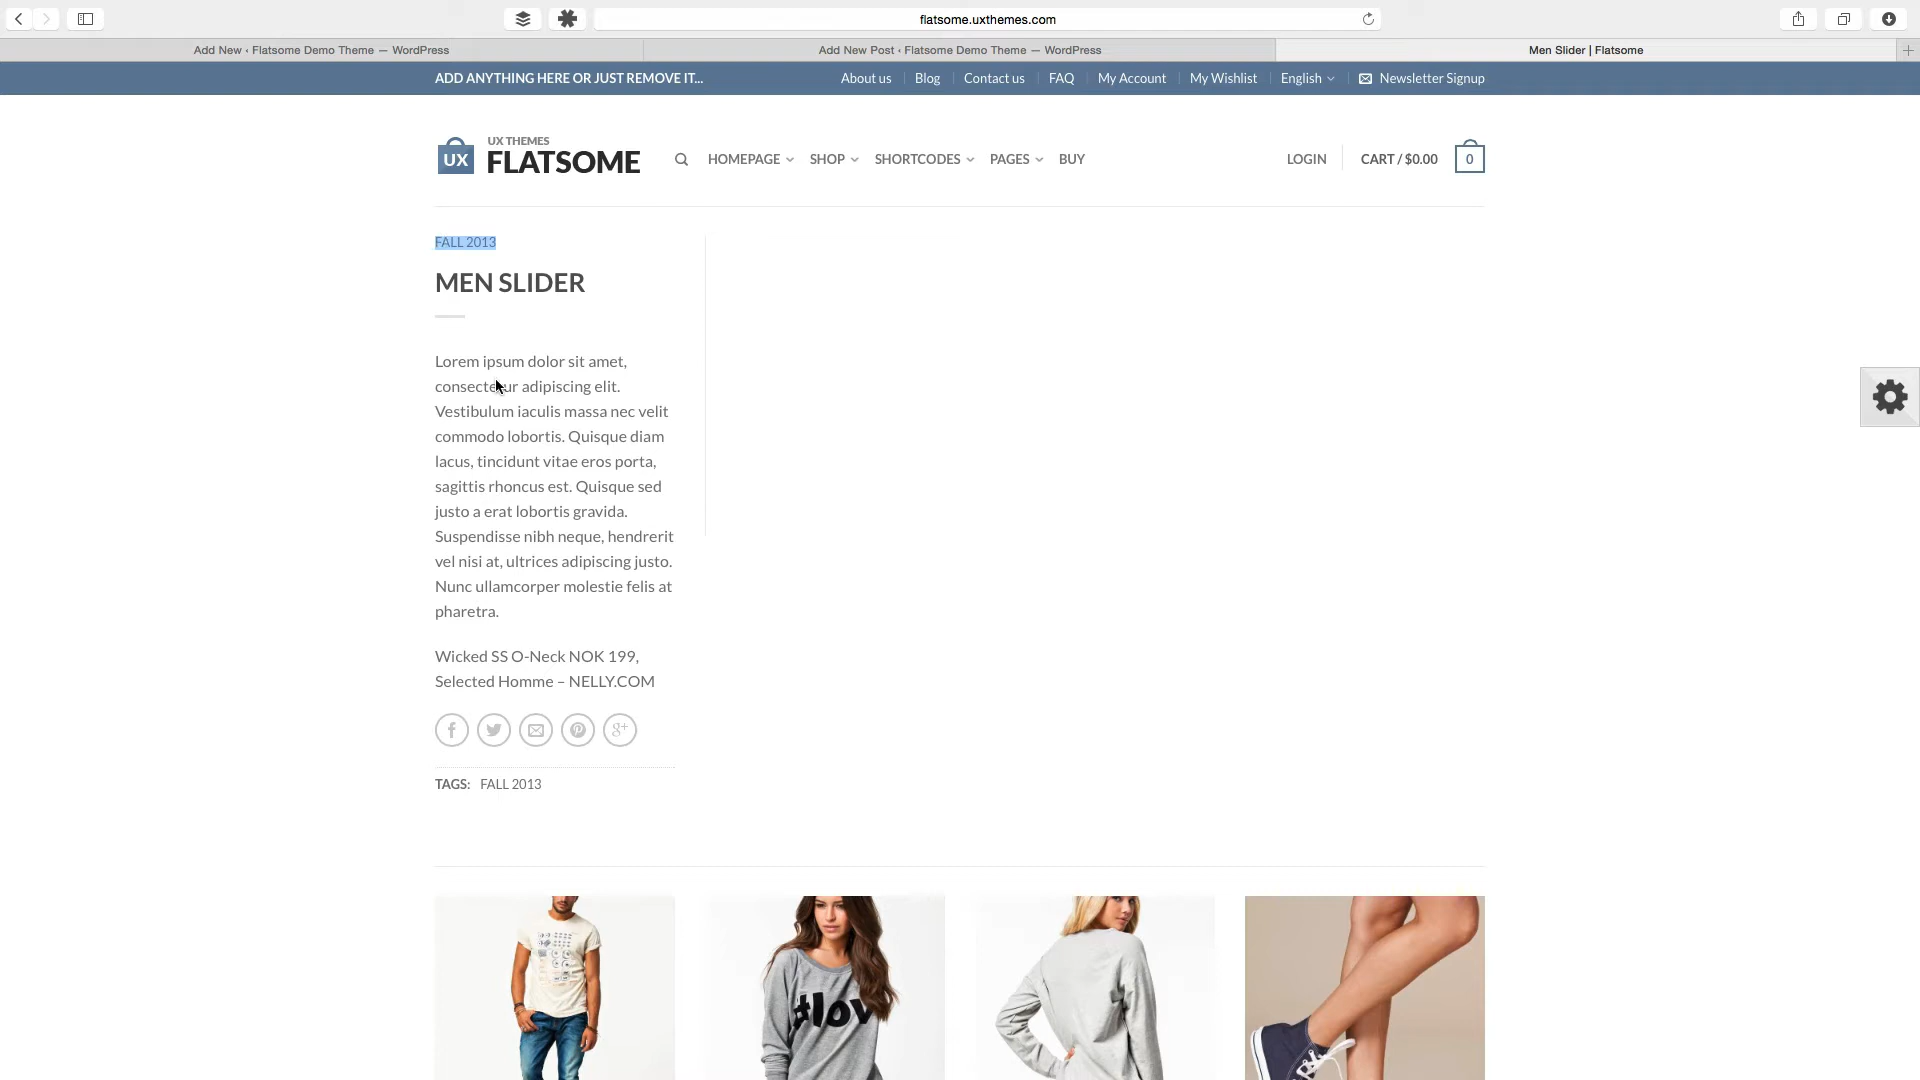 flatsome.uxthemes.com
Add New ‹ Flatsome Demo Theme — WordPress
Add New Post ‹ Flatsome Demo Theme — WordPress
Men Slider | Flatsome
ADD ANYTHING HERE OR JUST REMOVE IT...
About us
Blog
Contact us
FAQ
My Account
My Wishlist
English
Newsletter Signup
UX
UX THEMES
FLATSOME
HOMEPAGE
SHOP
SHORTCODES
PAGES
BUY
LOGIN
CART / $0.00
0
FALL 2013
MEN SLIDER
Lorem ipsum dolor sit amet,
consectetur adipiscing elit.
Vestibulum iaculis massa nec velit
commodo lobortis. Quisque diam
lacus, tincidunt vitae eros porta,
sagittis rhoncus est. Quisque sed
justo a erat lobortis gravida.
Suspendisse nibh neque, hendrerit
vel nisi at, ultrices adipiscing justo.
Nunc ullamcorper molestie felis at
pharetra.
Wicked SS O-Neck NOK 199,
Selected Homme – NELLY.COM
TAGS: FALL 2013
#lov